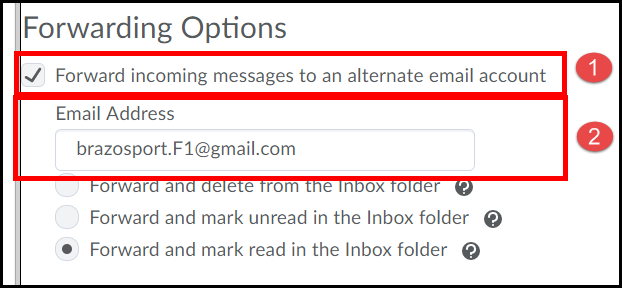 Forwarding Options
Forward incoming messages to an alternate email account
1
Email Address
2
brazosport.F1@gmail.com
Forward and delete from the Inbox folder ?
Forward and mark unread in the Inbox folder ?
Forward and mark read in the Inbox folder ?